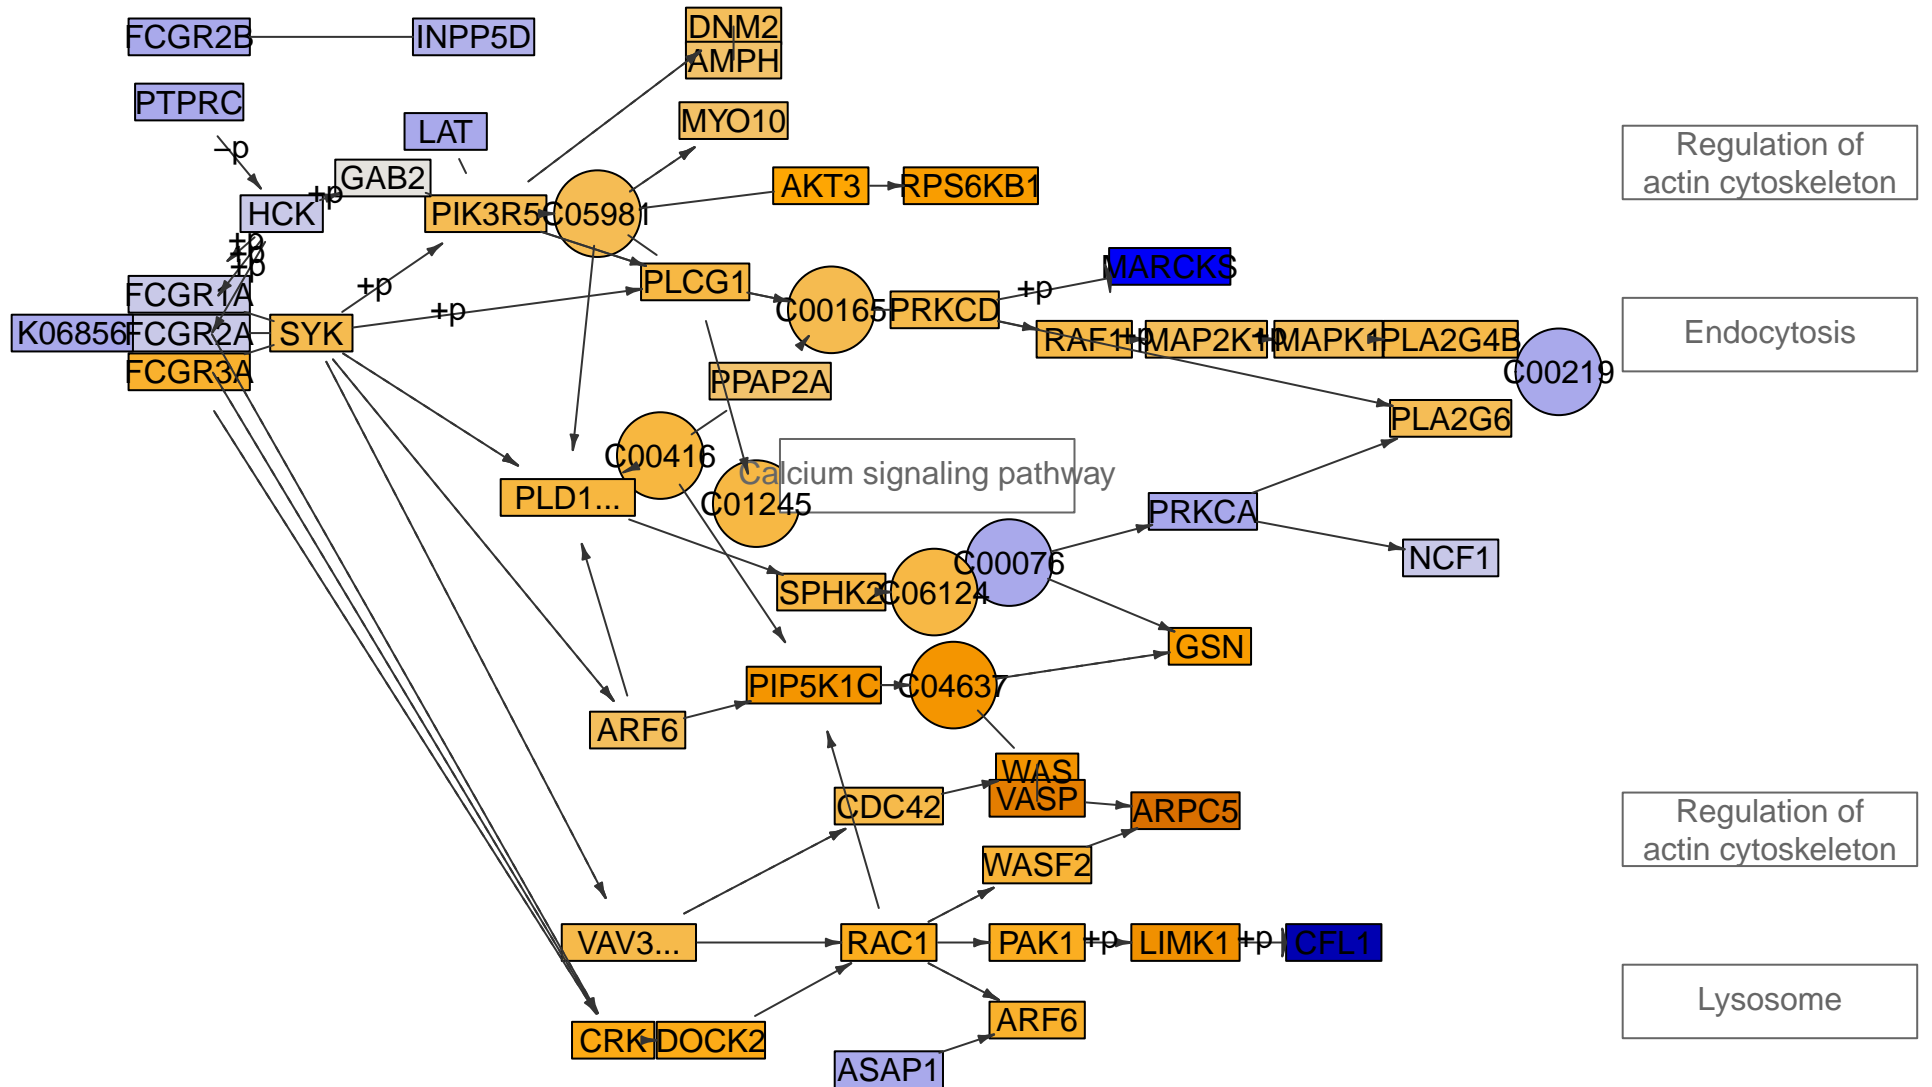 FCGR2B
INPP5D
DNM2
AMPH
PTPRC
LAT
MYO10
Regulation of
actin cytoskeleton
−p
GAB2
+p
HCK
PIK3R5
C05981
AKT3
RPS6KB1
+p
+p
+p
FCGR1A
+p
PLCG1
C00165
PRKCD
+p
MARCKS
K06856
FCGR2A
SYK
+p
RAF1
+p
MAP2K1
+p
MAPK1
PLA2G4B
C00219
Endocytosis
FCGR3A
PPAP2A
PLA2G6
C00416
Calcium signaling pathway
PLD1...
C01245
PRKCA
NCF1
C00076
SPHK2
C06124
GSN
PIP5K1C
C04637
ARF6
WAS
VASP
CDC42
ARPC5
Regulation of
actin cytoskeleton
WASF2
VAV3...
RAC1
PAK1
+p
LIMK1
+p
CFL1
Lysosome
ARF6
CRK
DOCK2
ASAP1